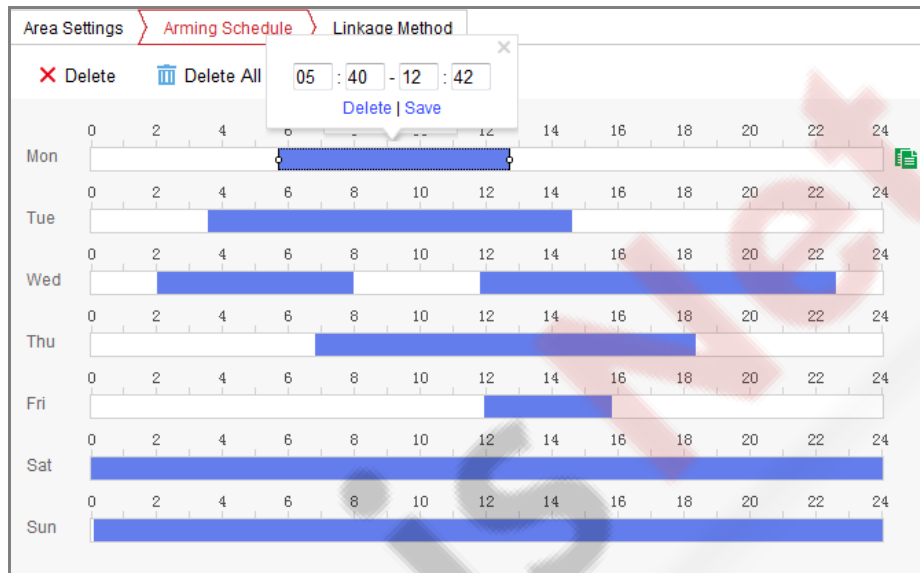 Area Settings Arming Schedule Linkage Method
Delete Delete All
05 : 40 - 12 : 42
Delete | Save
0 2 4 6 8 10 12 14 16 18 20 22 24
Mon
0 2 4 6 8 10 12 14 16 18 20 22 24
Tue
0 2 4 6 8 10 12 14 16 18 20 22 24
Wed
0 2 4 6 8 10 12 14 16 18 20 22 24
Thu
0 2 4 6 8 10 12 14 16 18 20 22 24
Fri
0 2 4 6 8 10 12 14 16 18 20 22 24
Sat
0 2 4 6 8 10 12 14 16 18 20 22 24
Sun
isNet